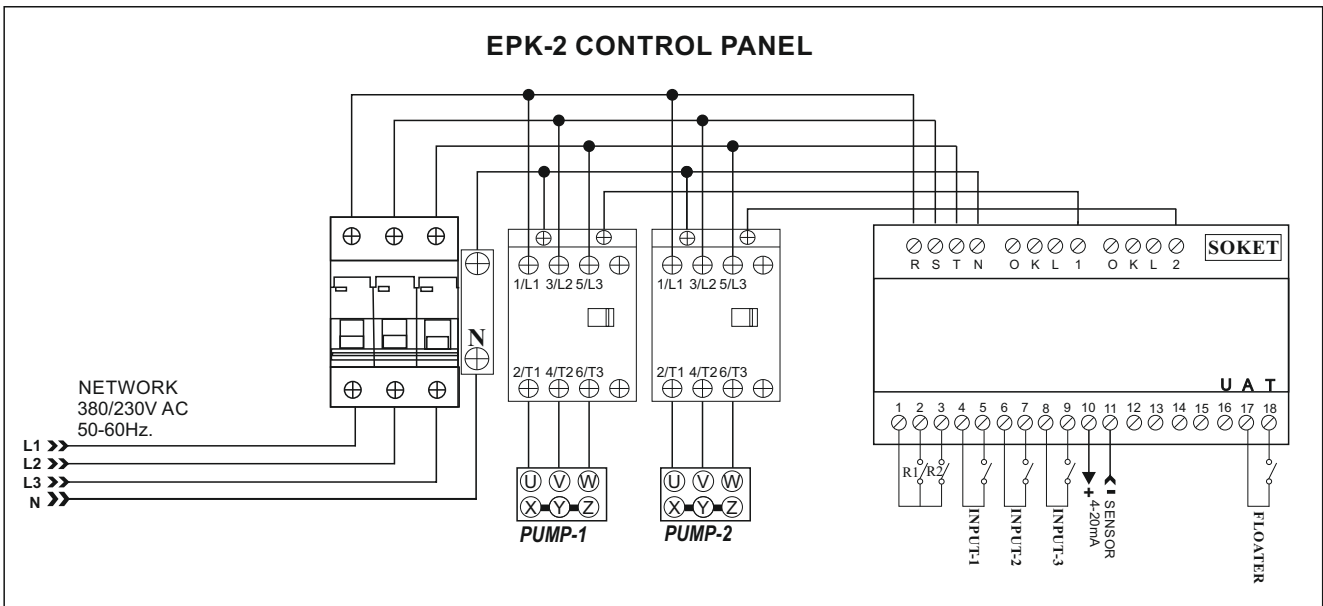 EPK-2 CONTROL PANEL
SOKET
R S T N O K L 1 O K L 2
1/L1 3/L2 5/L3
1/L1 3/L2 5/L3
N
2/T1 4/T2 6/T3
2/T1 4/T2 6/T3
U A T
1 2 3 4 5 6 7 8 9 10 11 12 13 14 15 16 17 18
NETWORK
380/230V AC
50-60Hz.
L1
L2
L3
N
U V W
X Y Z
PUMP-1
U V W
X Y Z
PUMP-2
R1 R2
INPUT-1
INPUT-2
INPUT-3
+ -
4-20mA
SENSOR
FLOATER